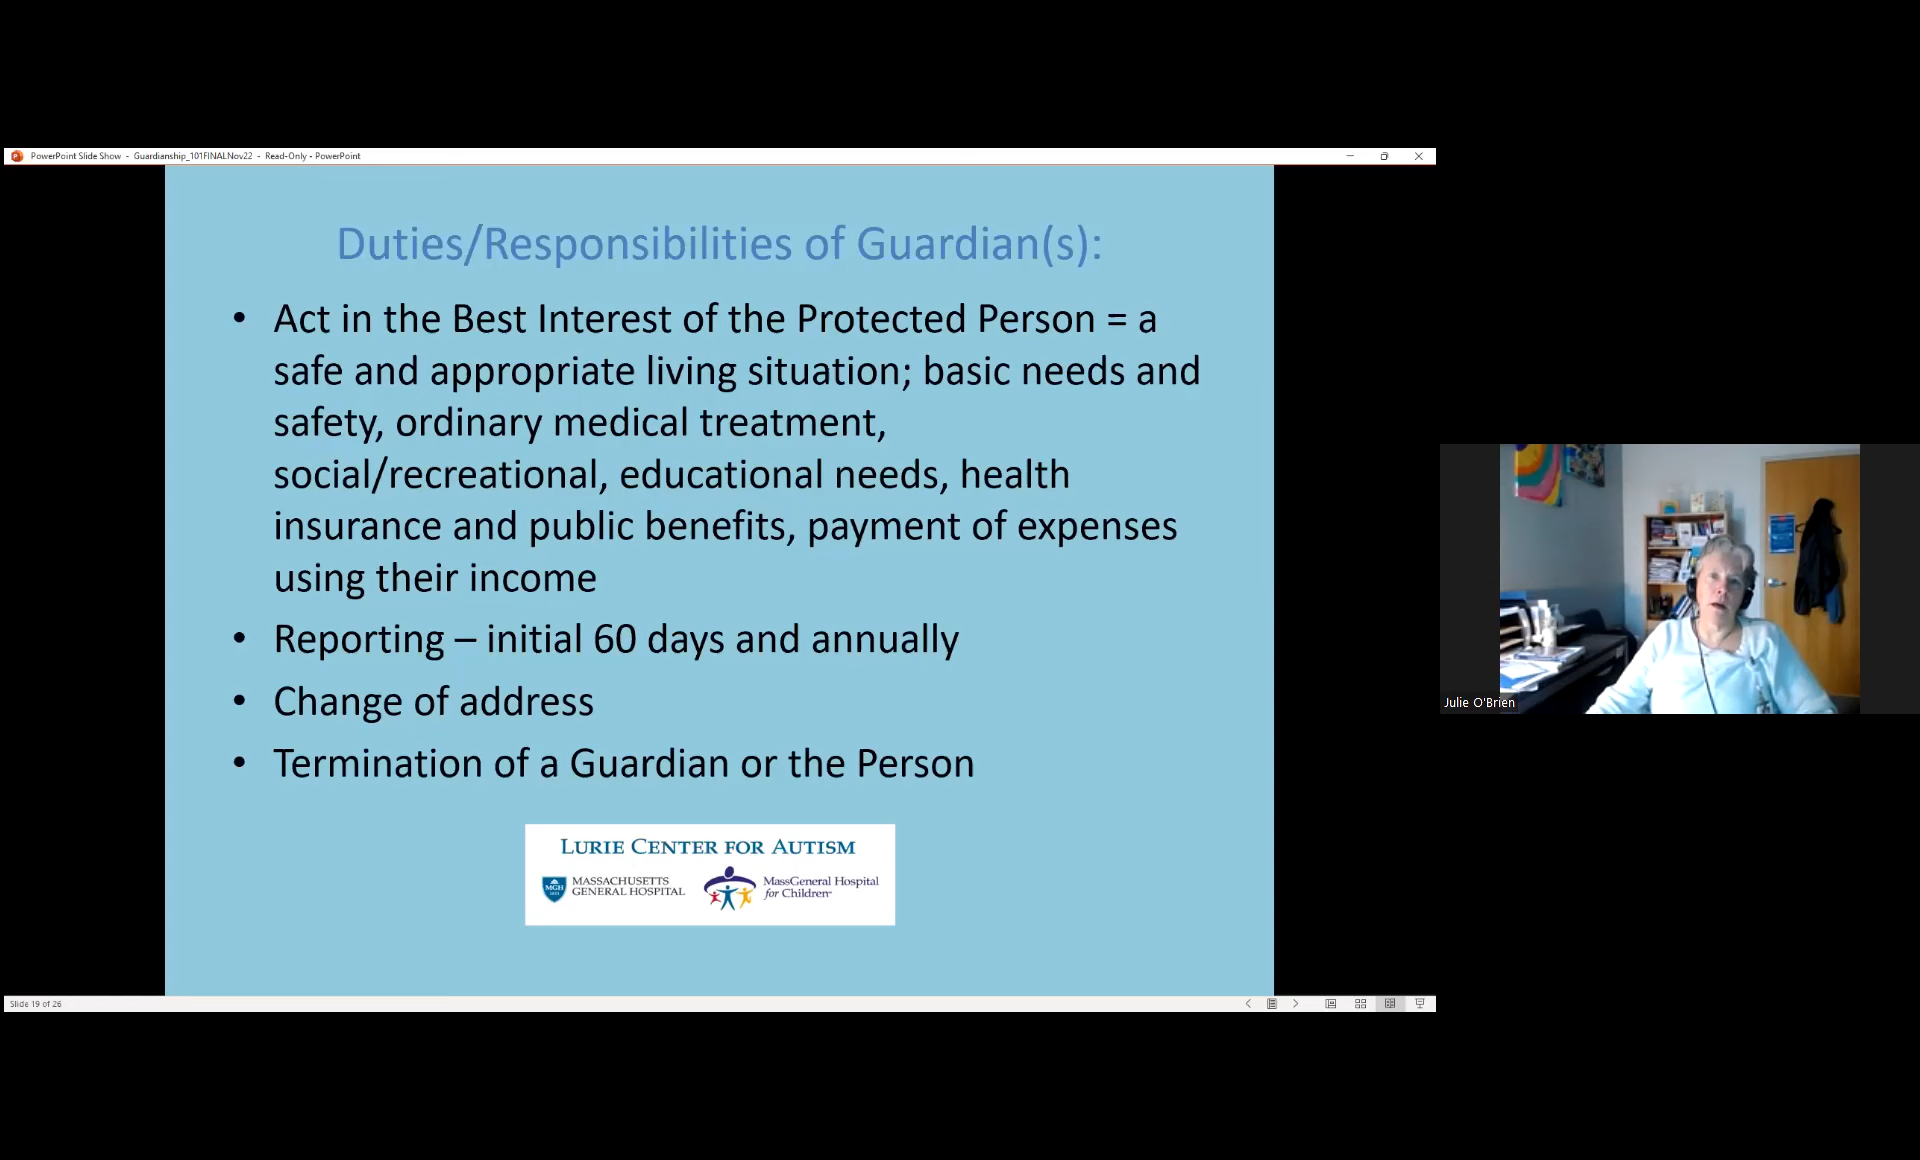 PowerPoint Slide Show - Guardianship_101FINALNov22 - Read-Only - PowerPoint
Duties/Responsibilities of Guardian(s):
• Act in the Best Interest of the Protected Person = a
safe and appropriate living situation; basic needs and
safety, ordinary medical treatment,
social/recreational, educational needs, health
insurance and public benefits, payment of expenses
using their income
• Reporting – initial 60 days and annually
• Change of address
• Termination of a Guardian or the Person
LURIE CENTER FOR AUTISM
MGH
1811
MASSACHUSETTS
GENERAL HOSPITAL
MassGeneral Hospital
for Children™
Julie O'Brien
Slide 19 of 26